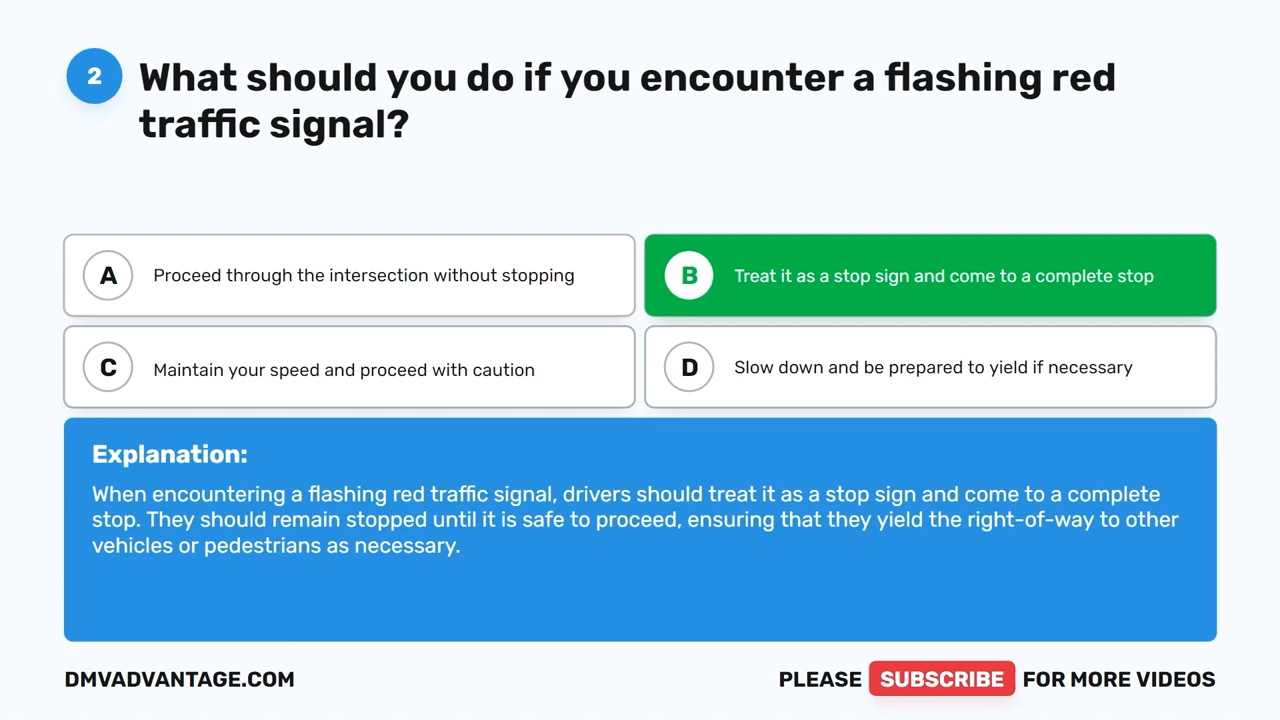 2
What should you do if you encounter a flashing red
traffic signal?
A
Proceed through the intersection without stopping
B
Treat it as a stop sign and come to a complete stop
C
Maintain your speed and proceed with caution
D
Slow down and be prepared to yield if necessary
Explanation:
When encountering a flashing red traffic signal, drivers should treat it as a stop sign and come to a complete
stop. They should remain stopped until it is safe to proceed, ensuring that they yield the right-of-way to other
vehicles or pedestrians as necessary.
DMVADVANTAGE.COM
PLEASE SUBSCRIBE FOR MORE VIDEOS